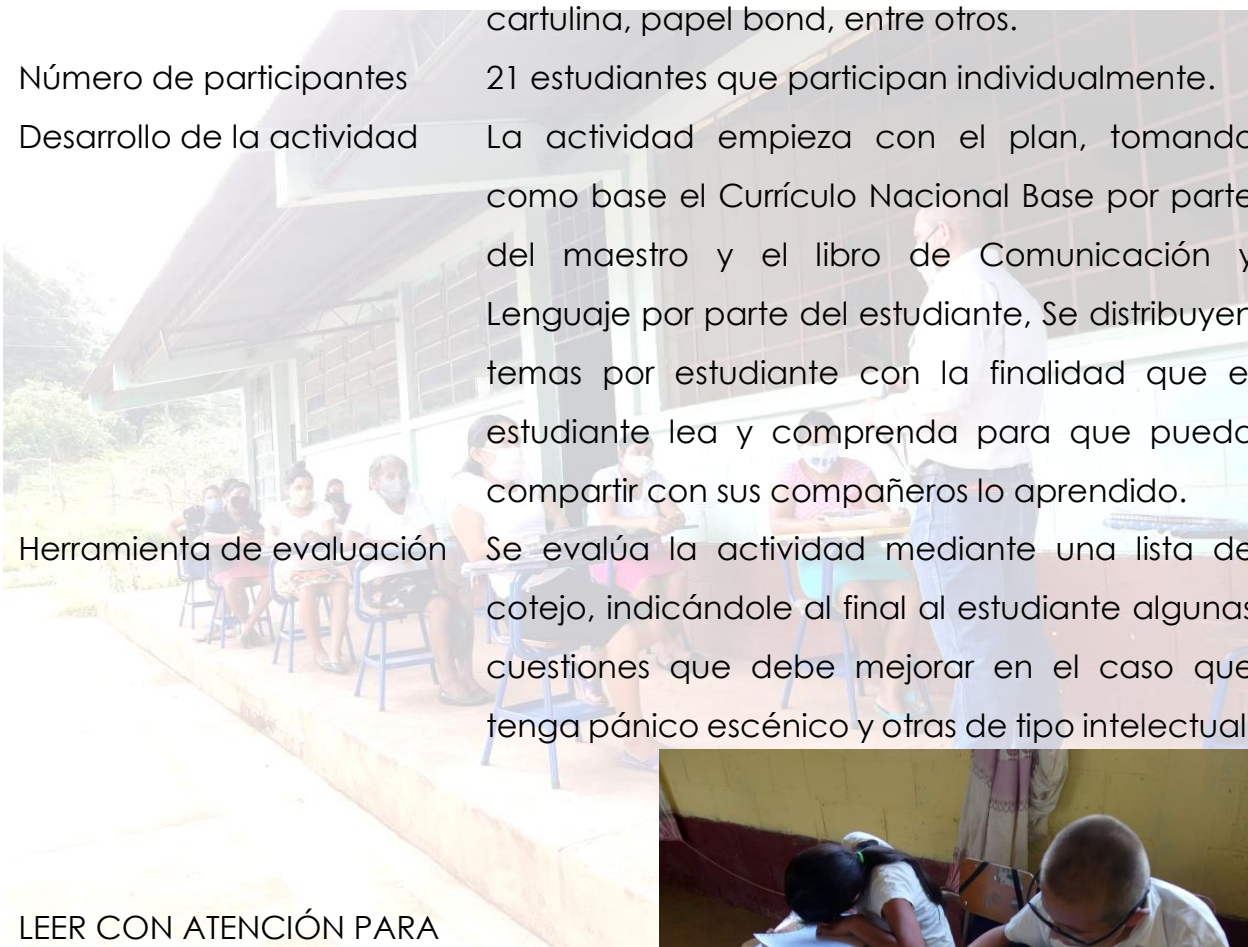 cartulina, papel bond, entre otros.
Número de participantes 21 estudiantes que participan individualmente.
Desarrollo de la actividad La actividad empieza con el plan, tomando
como base el Currículo Nacional Base por parte
del maestro y el libro de Comunicación y
Lenguaje por parte del estudiante, Se distribuyen
temas por estudiante con la finalidad que el
estudiante lea y comprenda para que pueda
compartir con sus compañeros lo aprendido.
Herramienta de evaluación Se evalúa la actividad mediante una lista de
cotejo, indicándole al final al estudiante algunas
cuestiones que debe mejorar en el caso que
tenga pánico escénico y otras de tipo intelectual
LEER CON ATENCIÓN PARA